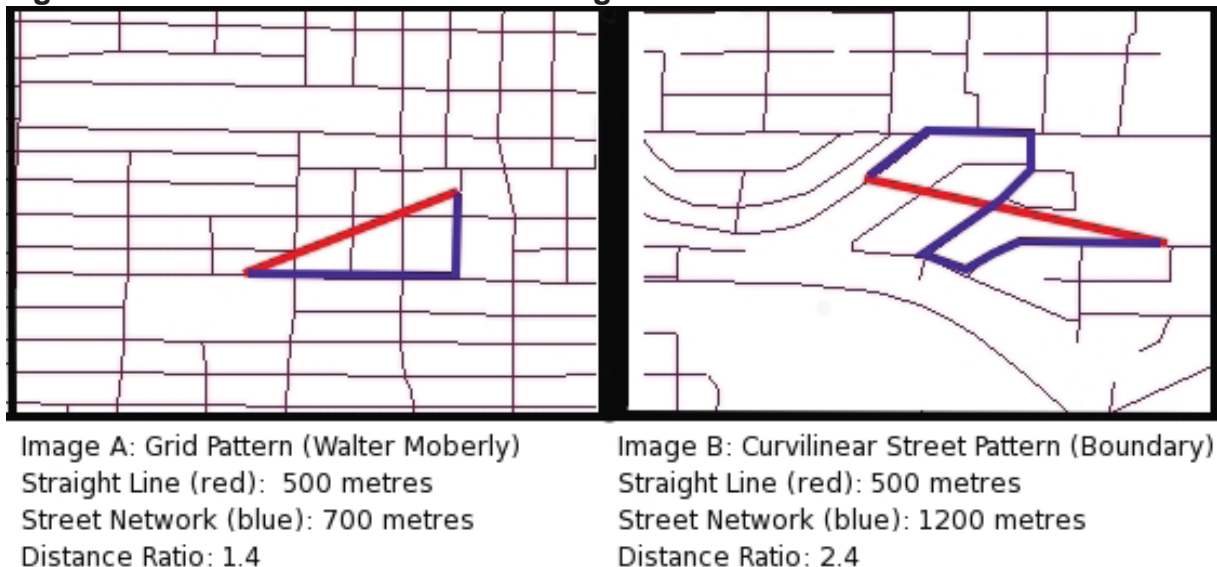 Image A: Grid Pattern (Walter Moberly)
Straight Line (red): 500 metres
Street Network (blue): 700 metres
Distance Ratio: 1.4
Image B: Curvilinear Street Pattern (Boundary)
Straight Line (red): 500 metres
Street Network (blue): 1200 metres
Distance Ratio: 2.4